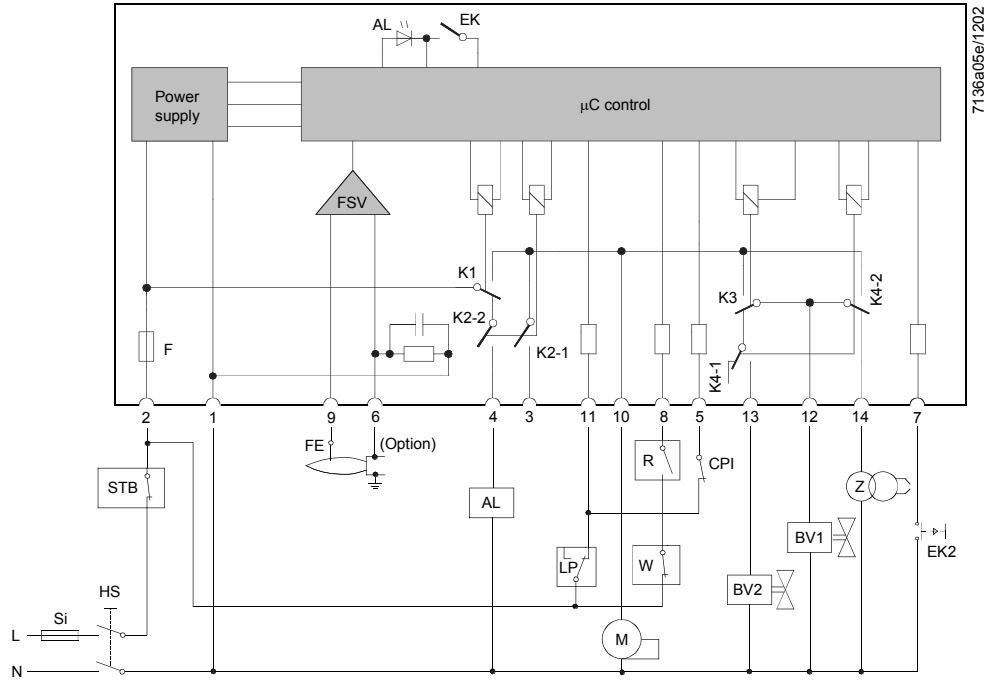 AL
EK
7136a05e/1202
Power
supply
µC control
FSV
K1
K2-2
K2-1
K3
K4-2
K4-1
F
2
1
9
6
4
3
11
10
8
5
13
12
14
7
FE
(Option)
R
CPI
STB
AL
Z
BV1
EK2
LP
W
BV2
HS
Si
M
L
N